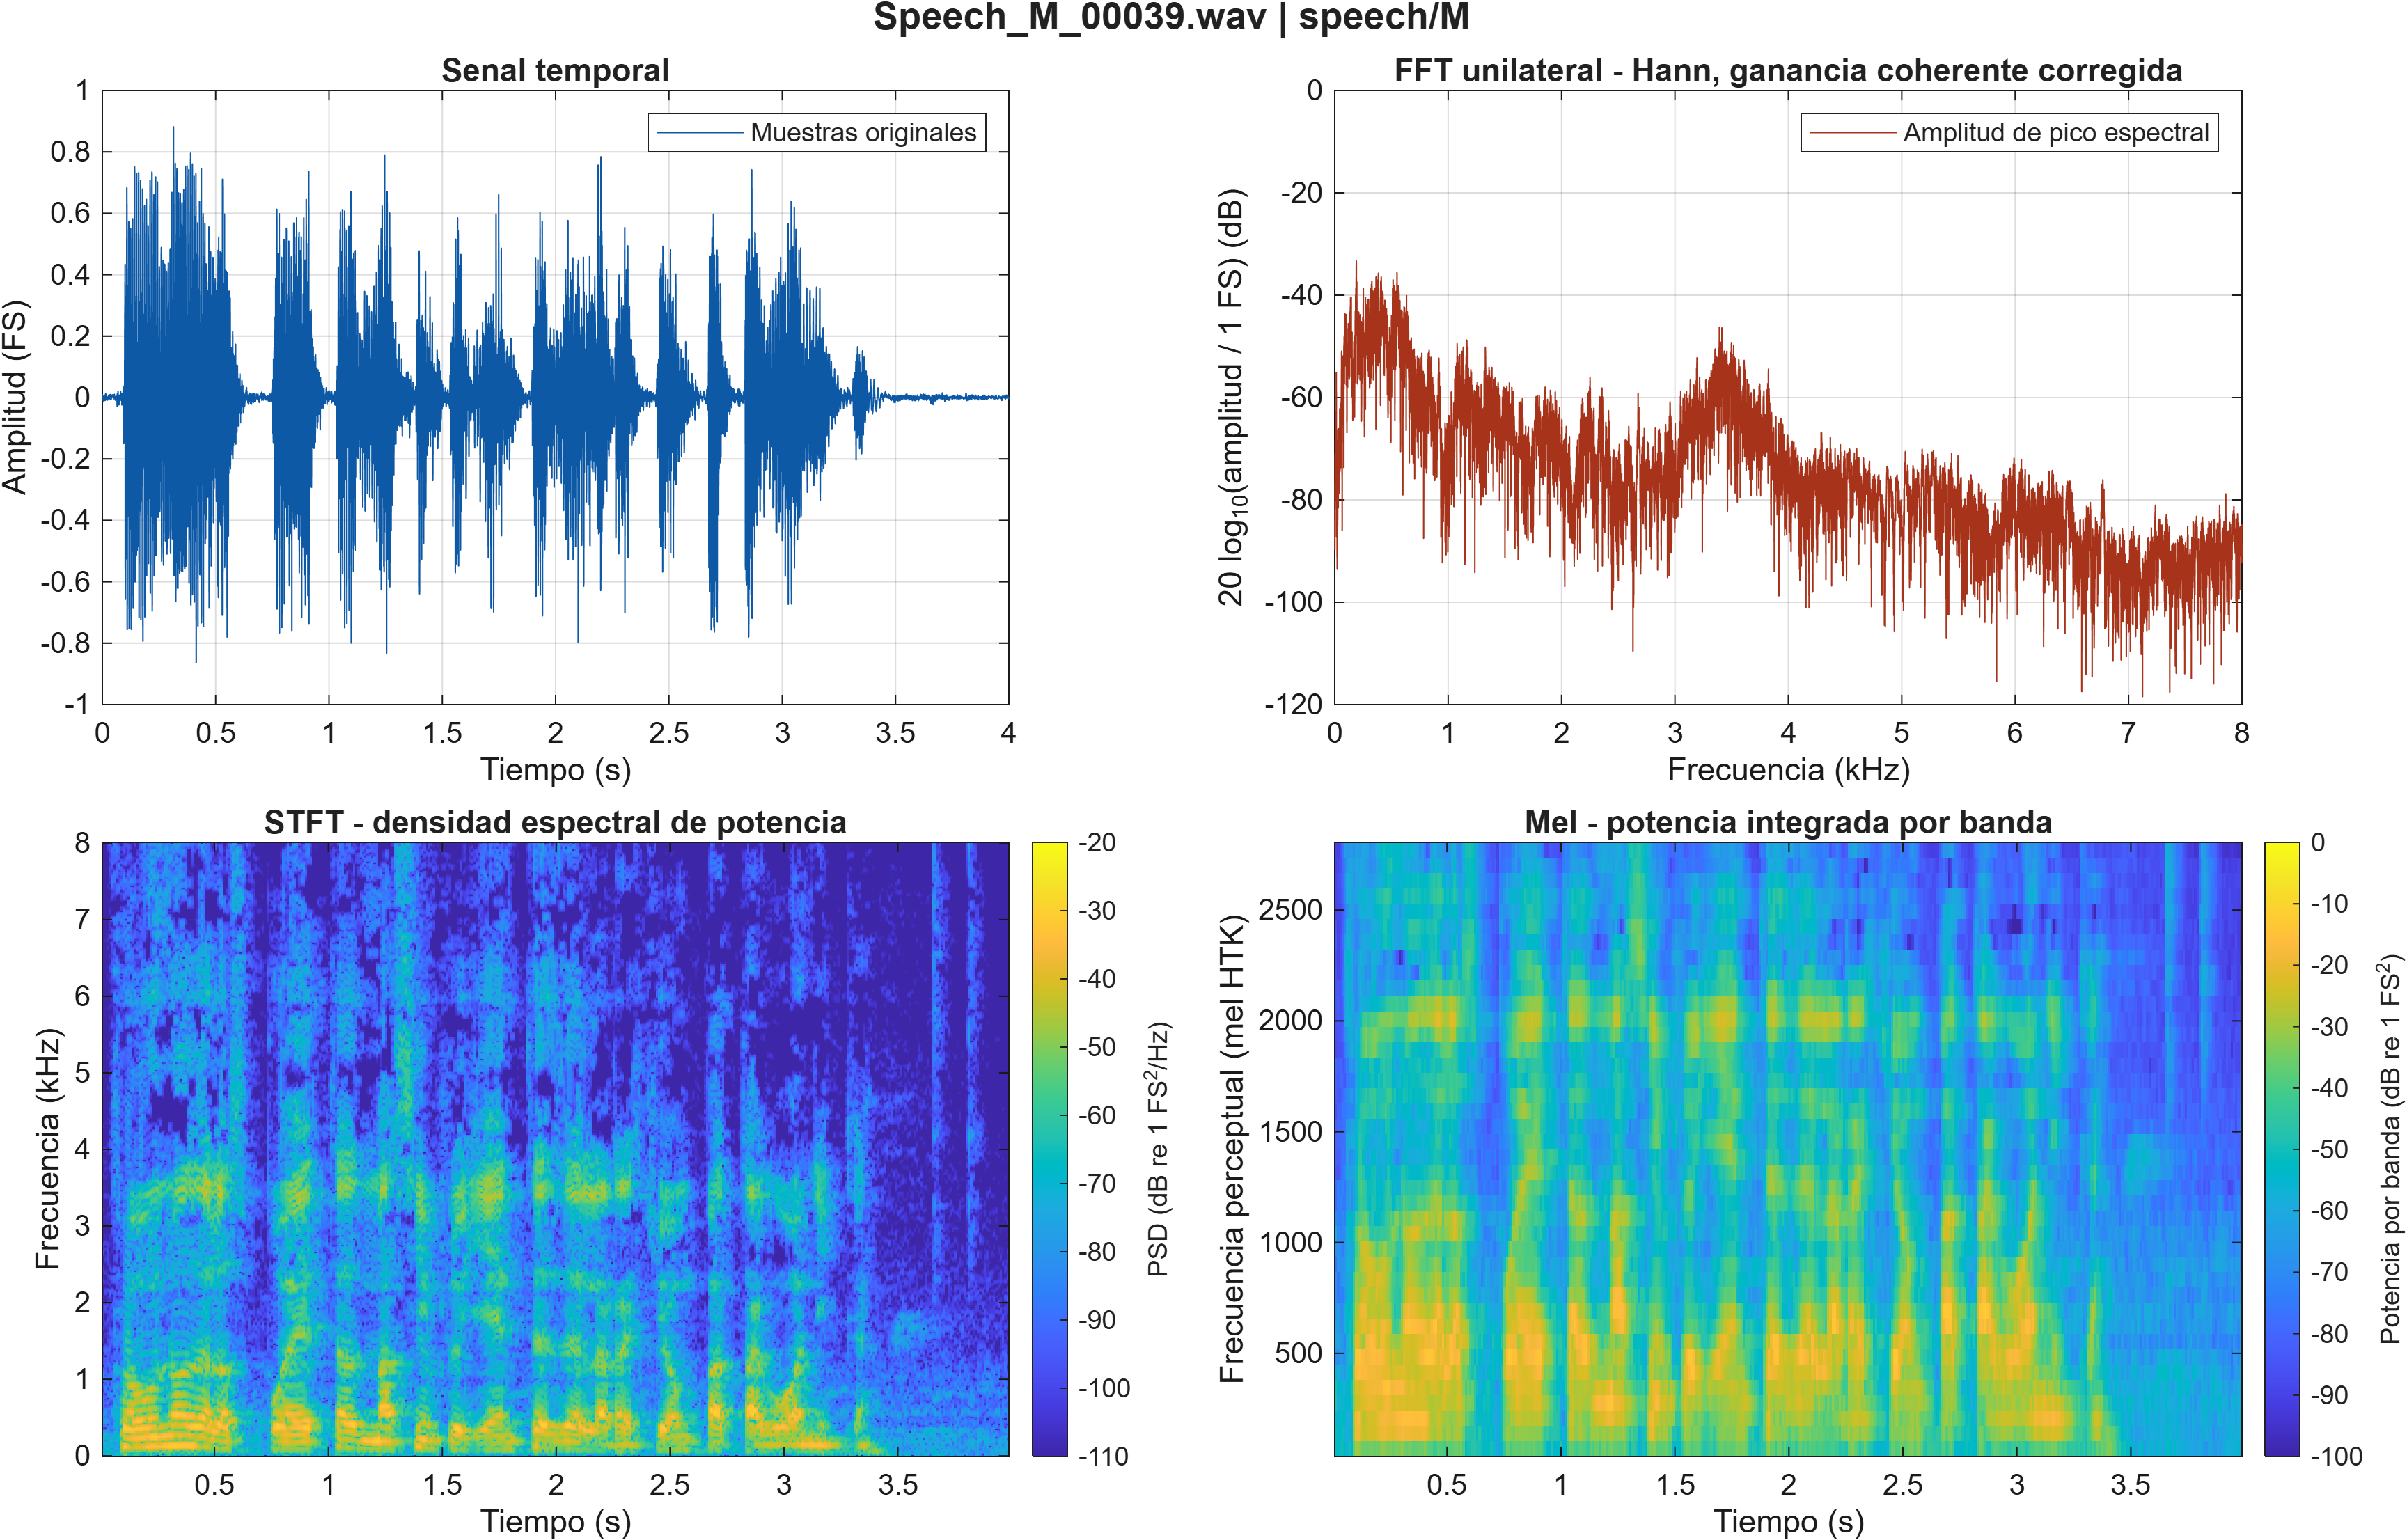 Speech_M_00039.wav | speech/M
Senal temporal
Muestras originales
1
0.8
0.6
0.4
0.2
0
-0.2
-0.4
-0.6
-0.8
-1
Amplitud (FS)
0 0.5 1 1.5 2 2.5 3 3.5 4
Tiempo (s)
FFT unilateral - Hann, ganancia coherente corregida
Amplitud de pico espectral
0
-20
-40
-60
-80
-100
-120
20 log10(amplitud / 1 FS) (dB)
0 1 2 3 4 5 6 7 8
Frecuencia (kHz)
STFT - densidad espectral de potencia
8
7
6
5
4
3
2
1
0
Frecuencia (kHz)
0.5 1 1.5 2 2.5 3 3.5
Tiempo (s)
-20
-30
-40
-50
-60
-70
-80
-90
-100
-110
PSD (dB re 1 FS2/Hz)
Mel - potencia integrada por banda
2500
2000
1500
1000
500
Frecuencia perceptual (mel HTK)
0.5 1 1.5 2 2.5 3 3.5
Tiempo (s)
0
-10
-20
-30
-40
-50
-60
-70
-80
-90
-100
Potencia por banda (dB re 1 FS2)